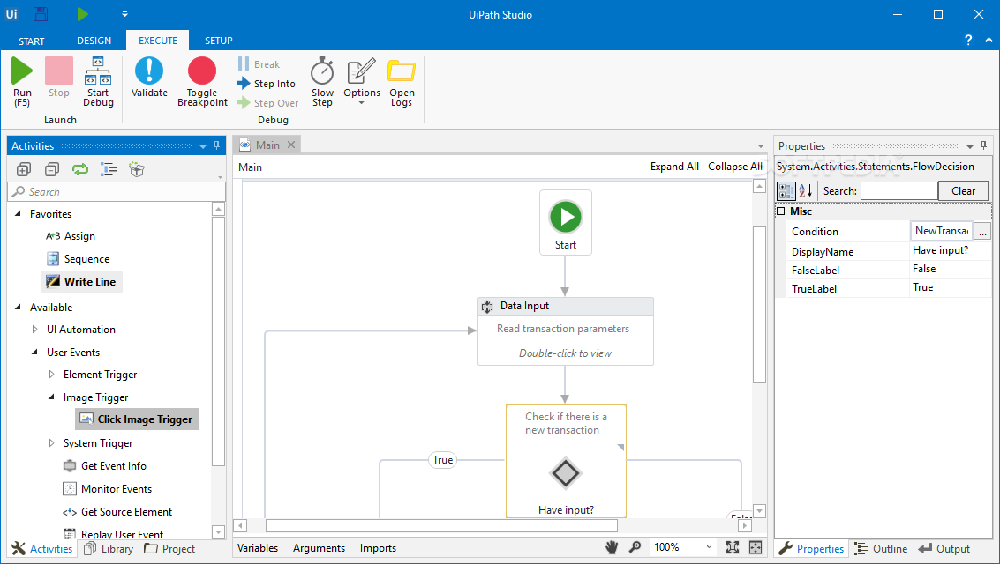 Ui
UiPath Studio
START DESIGN EXECUTE SETUP ?
Run (F5)
Stop
Start Debug
Launch
Validate
Toggle Breakpoint
Break
Step Into
Step Over
Debug
Slow Step
Options
Open Logs
Activities
Search
Favorites
A+B Assign
Sequence
Write Line
Available
UI Automation
User Events
Element Trigger
Image Trigger
Click Image Trigger
System Trigger
Get Event Info
Monitor Events
Get Source Element
Replay User Event
Activities Library Project
Main
Main Expand All Collapse All
Start
Data Input
Read transaction parameters
Double-click to view
Check if there is a
new transaction
True
Have input?
False
Variables Arguments Imports 100%
Properties
SOFTPEDIA
System.Activities.Statements.FlowDecision
A Z Search: Clear
Misc
Condition NewTransac ...
DisplayName Have input?
FalseLabel False
TrueLabel True
Properties Outline Output